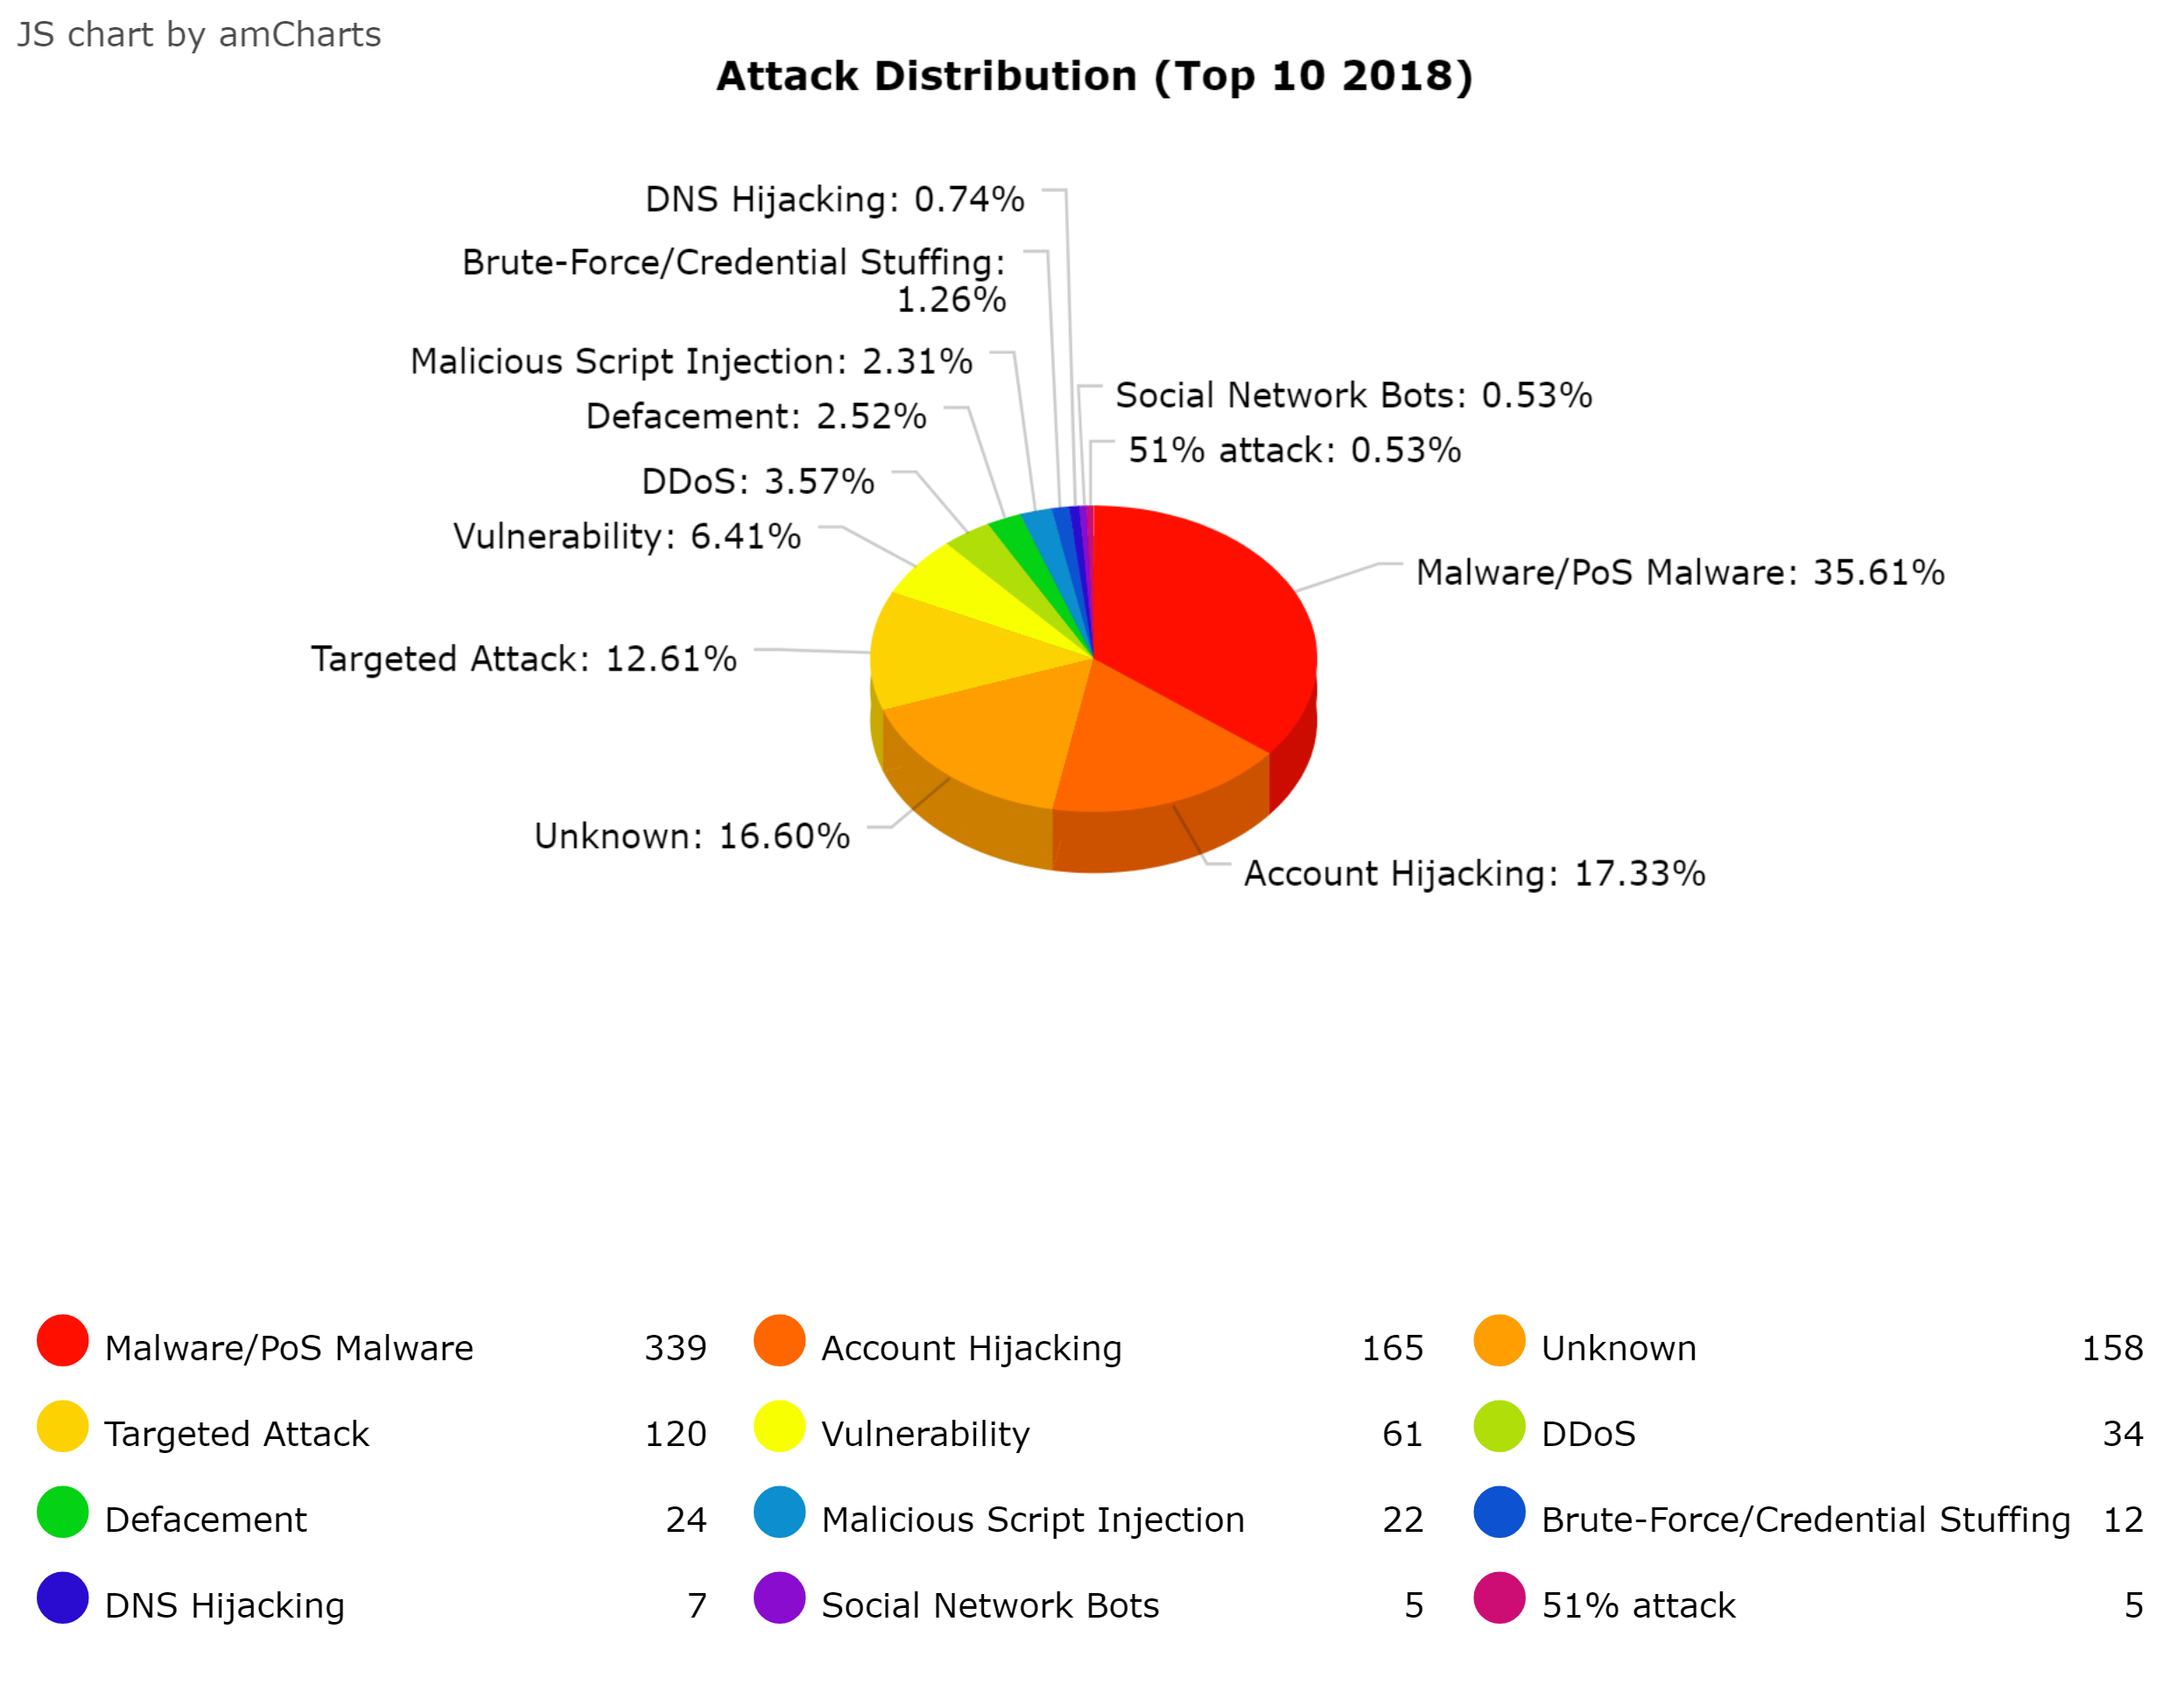 JS chart by amCharts
Attack Distribution (Top 10 2018)
DNS Hijacking: 0.74%
Brute-Force/Credential Stuffing:
1.26%
Malicious Script Injection: 2.31%
Social Network Bots: 0.53%
Defacement: 2.52%
51% attack: 0.53%
DDoS: 3.57%
Vulnerability: 6.41%
Malware/PoS Malware: 35.61%
Targeted Attack: 12.61%
Unknown: 16.60%
Account Hijacking: 17.33%
Malware/PoS Malware 339 Account Hijacking 165 Unknown 158
Targeted Attack 120 Vulnerability 61 DDoS 34
Defacement 24 Malicious Script Injection 22 Brute-Force/Credential Stuffing 12
DNS Hijacking 7 Social Network Bots 5 51% attack 5